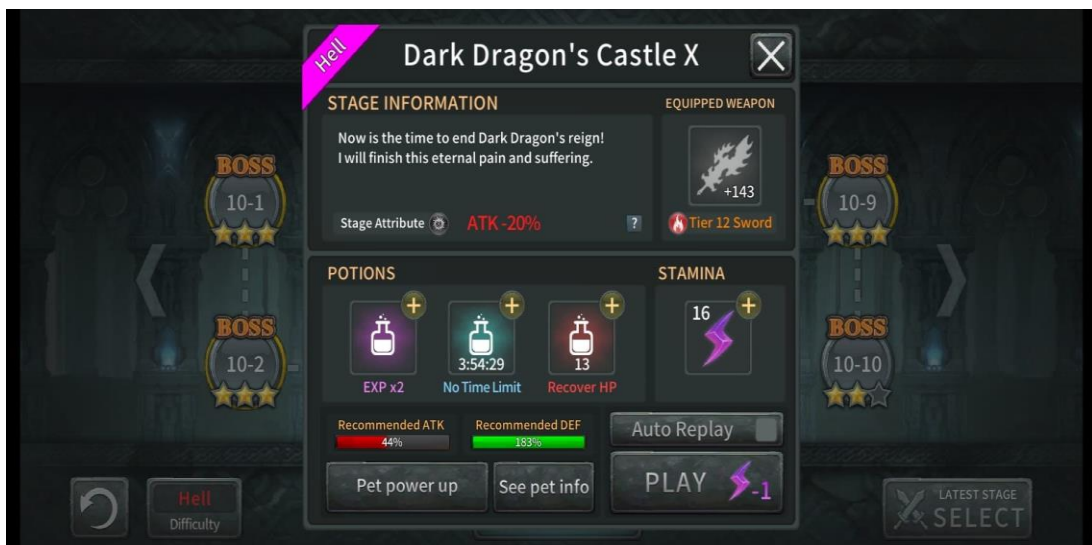 Hell
Dark Dragon's Castle X
STAGE INFORMATION
EQUIPPED WEAPON
Now is the time to end Dark Dragon's reign!
I will finish this eternal pain and suffering.
+143
Stage Attribute ATK -20% ?
Tier 12 Sword
BOSS
10-1
BOSS
10-2
BOSS
10-9
BOSS
10-10
POTIONS
STAMINA
+
+
+
+
16
3:54:29
13
EXP x2
No Time Limit
Recover HP
Recommended ATK
44%
Recommended DEF
183%
Auto Replay
Pet power up
See pet info
PLAY -1
Hell
Difficulty
LATEST STAGE
SELECT